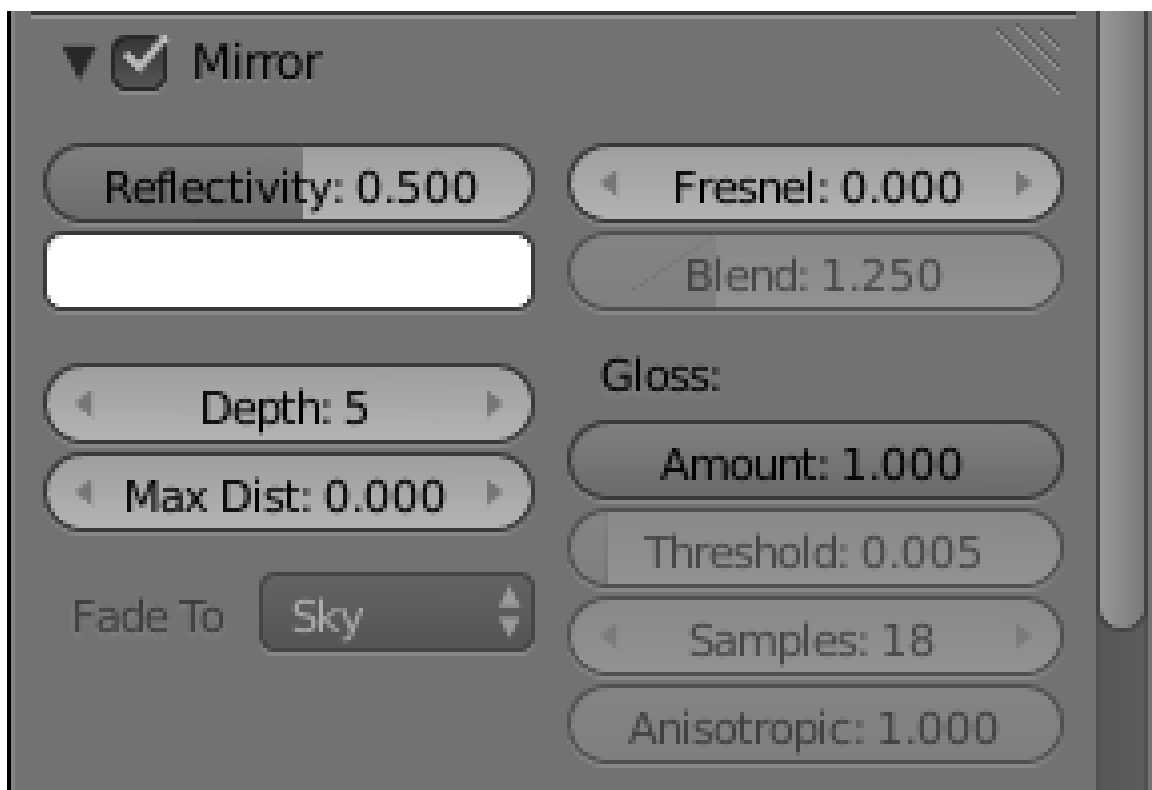 Mirror
Reflectivity: 0.500
Fresnel: 0.000
Blend: 1.250
Depth: 5
Max Dist: 0.000
Fade To Sky
Gloss:
Amount: 1.000
Threshold: 0.005
Samples: 18
Anisotropic: 1.000